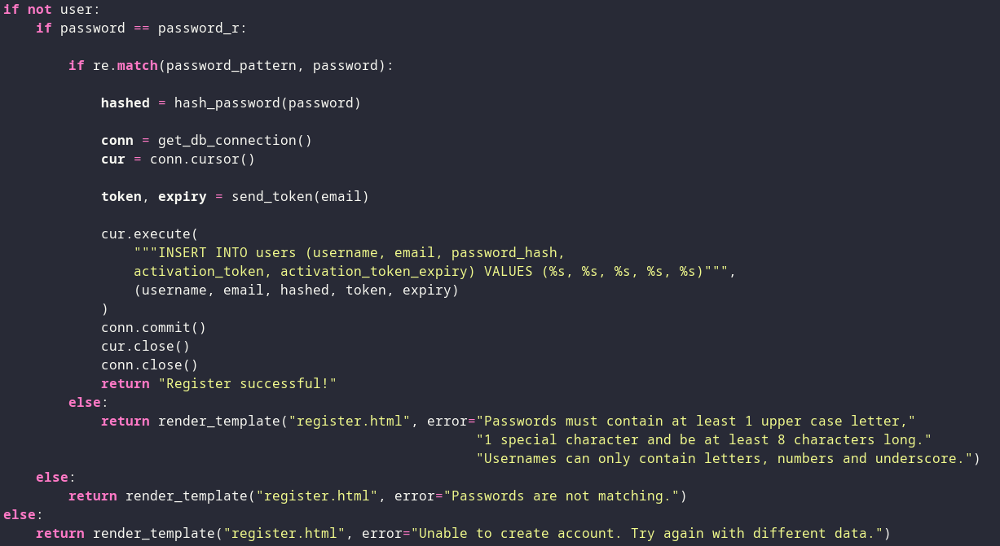 if not user:
    if password == password_r:

        if re.match(password_pattern, password):

            hashed = hash_password(password)

            conn = get_db_connection()
            cur = conn.cursor()

            token, expiry = send_token(email)

            cur.execute(
                """INSERT INTO users (username, email, password_hash,
                activation_token, activation_token_expiry) VALUES (%s, %s, %s, %s, %s)""",
                (username, email, hashed, token, expiry)
            )
            conn.commit()
            cur.close()
            conn.close()
            return "Register successful!"
        else:
            return render_template("register.html", error="Passwords must contain at least 1 upper case letter,"
                                                          "1 special character and be at least 8 characters long."
                                                          "Usernames can only contain letters, numbers and underscore.")
    else:
        return render_template("register.html", error="Passwords are not matching.")
else:
    return render_template("register.html", error="Unable to create account. Try again with different data.")